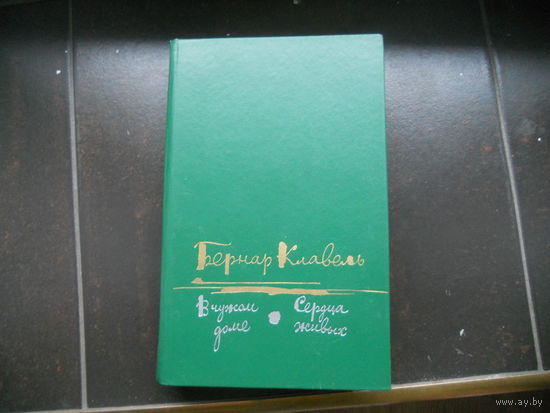 Бернар Клавель
В чужом доме • Сердца живых
www.ay.by